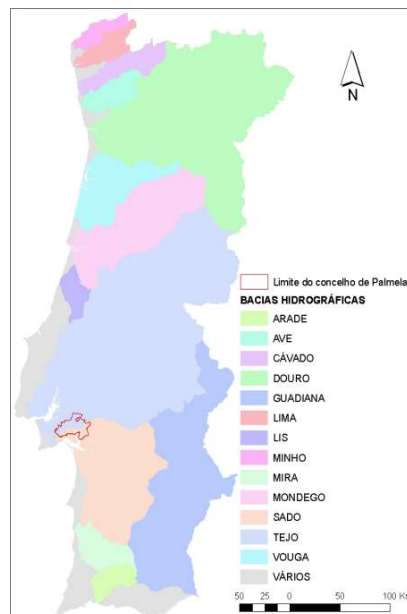 N
Limite do concelho de Palmela
BACIAS HIDROGRÁFICAS
ARADE
AVE
CÁVADO
DOURO
GUADIANA
LIMA
LIS
MINHO
MIRA
MONDEGO
SADO
TEJO
VOUGA
VÁRIOS
50 25 0 50 100 Km